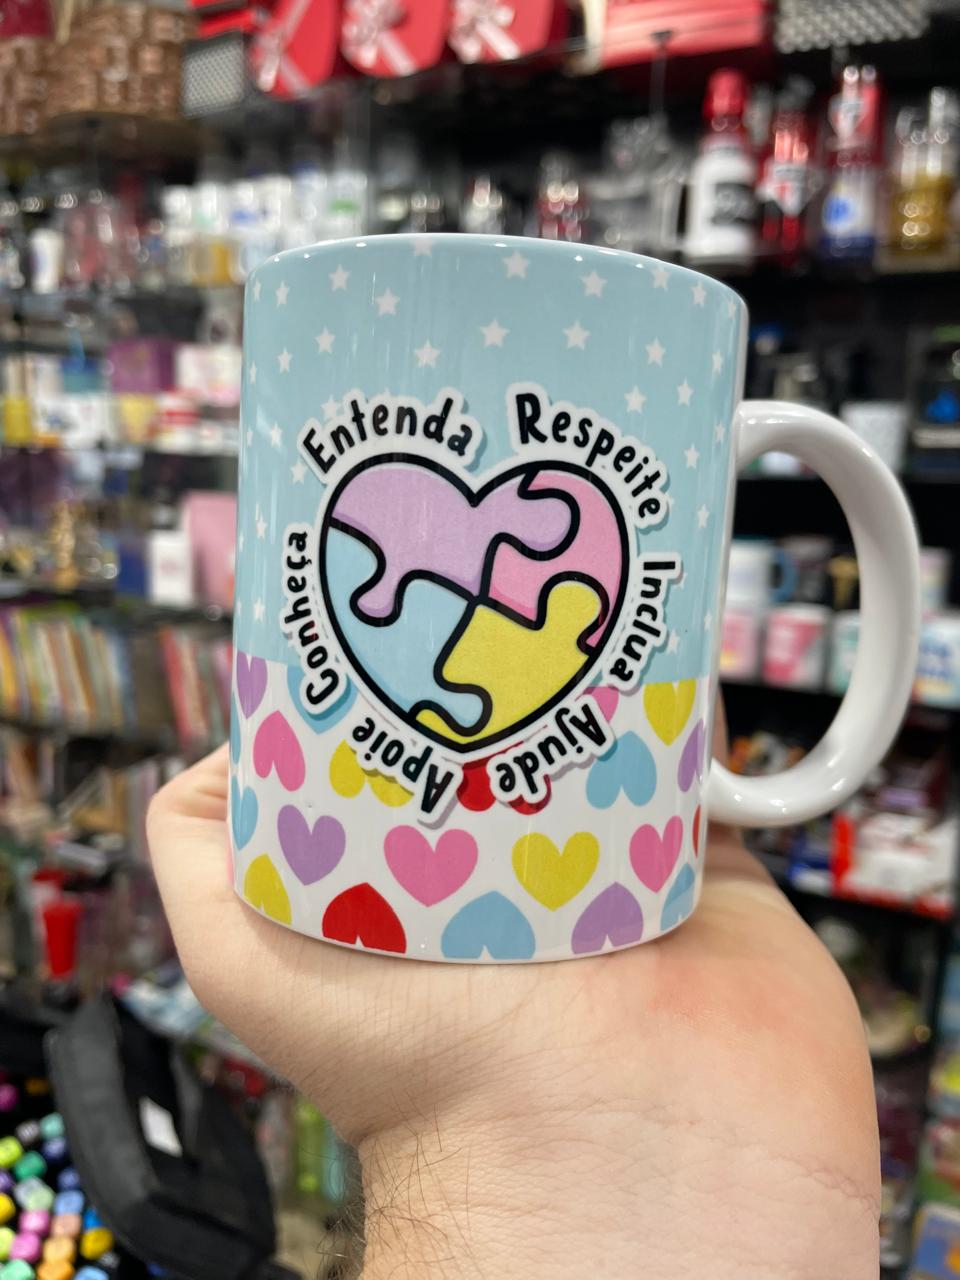 Entenda
Respeite
Inclua
Ajude
Apoie
Conheça